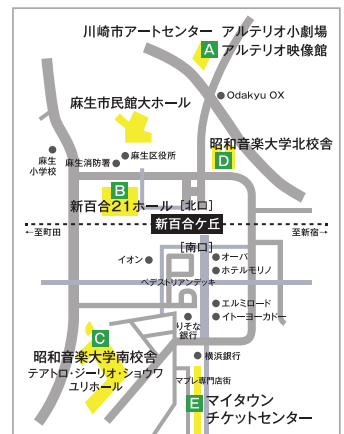 川崎市アートセンター アルテリオ小劇場
A アルテリオ映像館
Odakyu OX
麻生市民館大ホール
昭和音楽大学北校舎
D
麻生
小学校
麻生消防署
麻生区役所
B
新百合21ホール
[北口]
新百合ケ丘
←至町田
至新宿→
[南口]
イオン
オーパ
ホテルモリノ
ペデストリアンデッキ
エルミロード
イトーヨーカドー
りそな
銀行
C
昭和音楽大学南校舎
テアトロ・ジーリオ・ショウワ
ユリホール
横浜銀行
マプレ専門店街
E マイタウン
チケットセンター